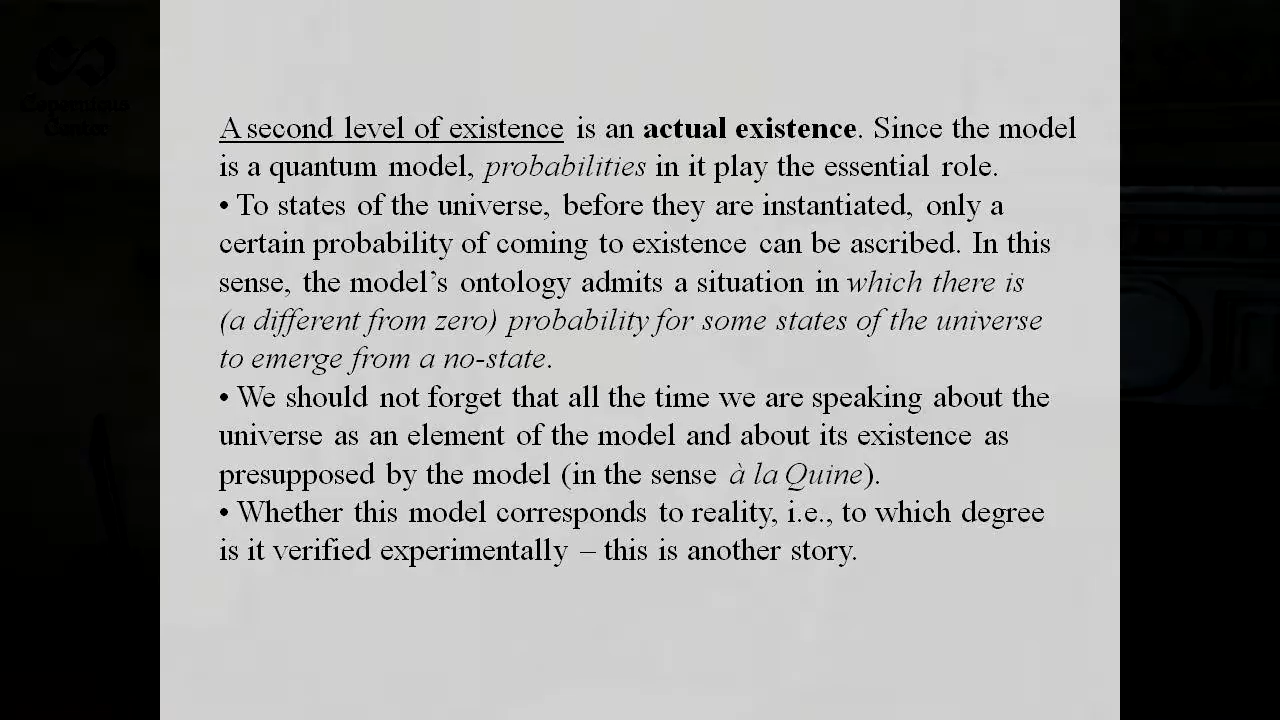 Copernicus
Center
A second level of existence is an actual existence. Since the model
is a quantum model, probabilities in it play the essential role.
• To states of the universe, before they are instantiated, only a
certain probability of coming to existence can be ascribed. In this
sense, the model’s ontology admits a situation in which there is
(a different from zero) probability for some states of the universe
to emerge from a no-state.
• We should not forget that all the time we are speaking about the
universe as an element of the model and about its existence as
presupposed by the model (in the sense à la Quine).
• Whether this model corresponds to reality, i.e., to which degree
is it verified experimentally – this is another story.